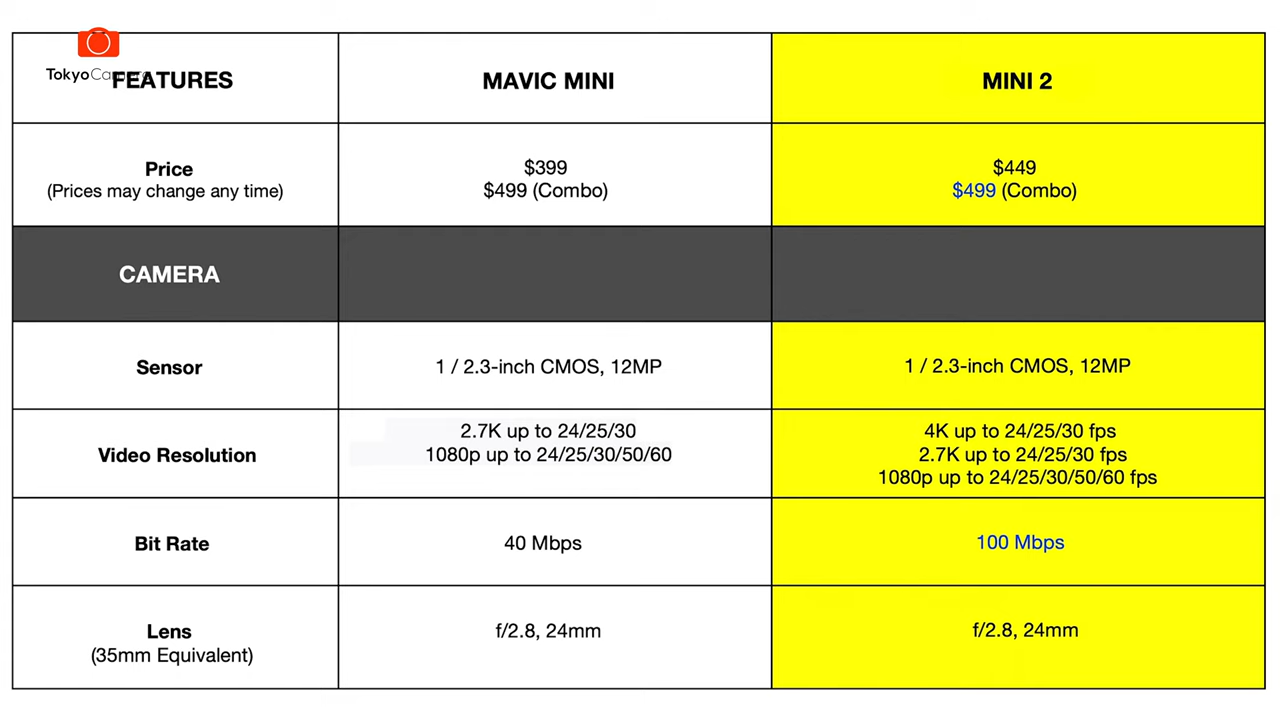 TokyoCamera
FEATURES
MAVIC MINI
MINI 2
Price
(Prices may change any time)
$399
$499 (Combo)
$449
$499 (Combo)
CAMERA
Sensor
1 / 2.3-inch CMOS, 12MP
1 / 2.3-inch CMOS, 12MP
Video Resolution
2.7K up to 24/25/30
1080p up to 24/25/30/50/60
4K up to 24/25/30 fps
2.7K up to 24/25/30 fps
1080p up to 24/25/30/50/60 fps
Bit Rate
40 Mbps
100 Mbps
Lens
(35mm Equivalent)
f/2.8, 24mm
f/2.8, 24mm